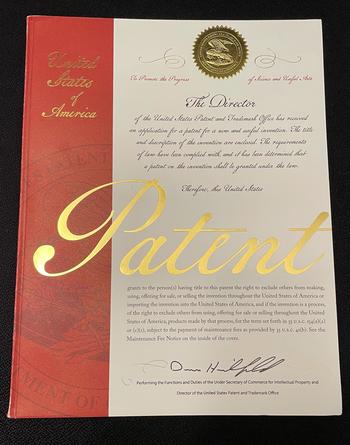 United
States
of
America
To Promote the Progress
of Science and Useful Arts
The Director
of the United States Patent and Trademark Office has received
an application for a patent for a new and useful invention. The title
and description of the invention are enclosed. The requirements
of law have been complied with, and it has been determined that
a patent on the invention shall be granted under the law.
Therefore, this United States
Patent
grants to the person(s) having title to this patent the right to exclude others from making,
using, offering for sale, or selling the invention throughout the United States of America or
importing the invention into the United States of America, and if the invention is a process,
of the right to exclude others from using, offering for sale or selling throughout the United
States of America, products made by that process, for the term set forth in 35 U.S.C. 154(a)(2)
or (c)(1), subject to the payment of maintenance fees as provided by 35 U.S.C. 41(b). See the
Maintenance Fee Notice on the inside of the cover.
Performing the Functions and Duties of the Under Secretary of Commerce for Intellectual Property and
Director of the United States Patent and Trademark Office